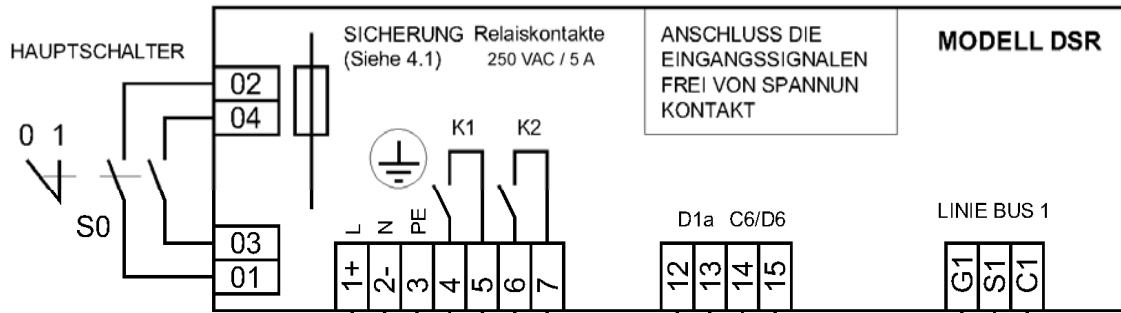 HAUPTSCHALTER
0 1
S0
02
04
03
01
SICHERUNG
(Siehe 4.1)
Relaiskontakte
250 VAC / 5 A
K1 K2
L N PE
1+ 2- 3 4 5 6 7
ANSCHLUSS DIE
EINGANGSSIGNALEN
FREI VON SPANNUN
KONTAKT
D1a C6/D6
12 13 14 15
MODELL DSR
LINIE BUS 1
G1 S1 C1